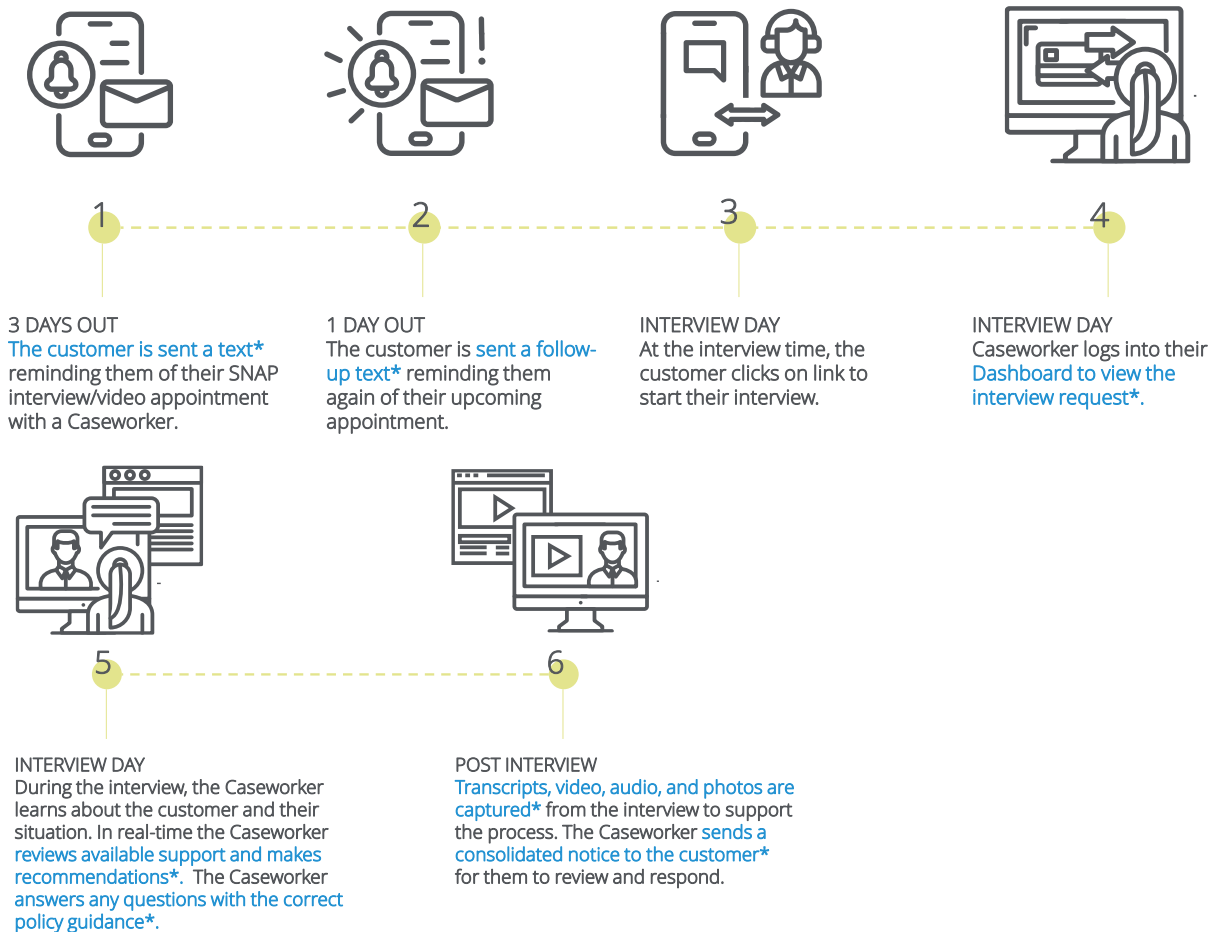 1
2
3
4
3 DAYS OUT
The customer is sent a text*
reminding them of their SNAP
interview/video appointment
with a Caseworker.
1 DAY OUT
The customer is sent a follow-
up text* reminding them
again of their upcoming
appointment.
INTERVIEW DAY
At the interview time, the
customer clicks on link to
start their interview.
INTERVIEW DAY
Caseworker logs into their
Dashboard to view the
interview request*.
5
6
INTERVIEW DAY
During the interview, the Caseworker
learns about the customer and their
situation. In real-time the Caseworker
reviews available support and makes
recommendations*.  The Caseworker
answers any questions with the correct
policy guidance*.
POST INTERVIEW
Transcripts, video, audio, and photos are
captured* from the interview to support
the process. The Caseworker sends a
consolidated notice to the customer*
for them to review and respond.